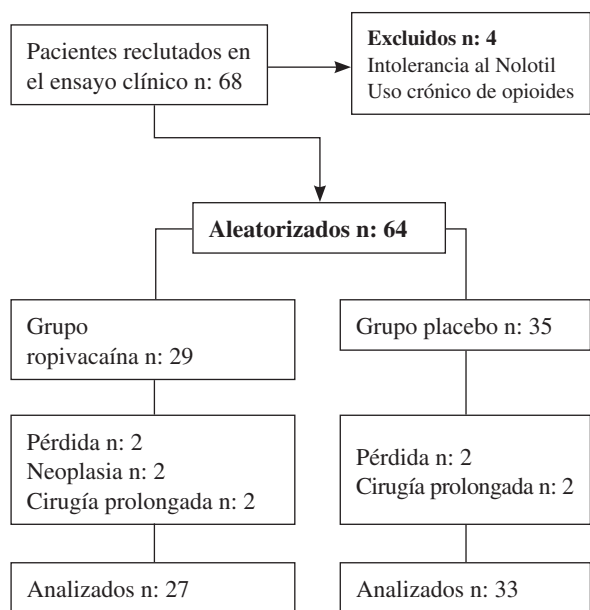 Pacientes reclutados en
el ensayo clínico n: 68
Excluidos n: 4
Intolerancia al Nolotil
Uso crónico de opioides
Aleatorizados n: 64
Grupo
ropivacaína n: 29
Grupo placebo n: 35
Pérdida n: 2
Neoplasia n: 2
Cirugía prolongada n: 2
Pérdida n: 2
Cirugía prolongada n: 2
Analizados n: 27
Analizados n: 33